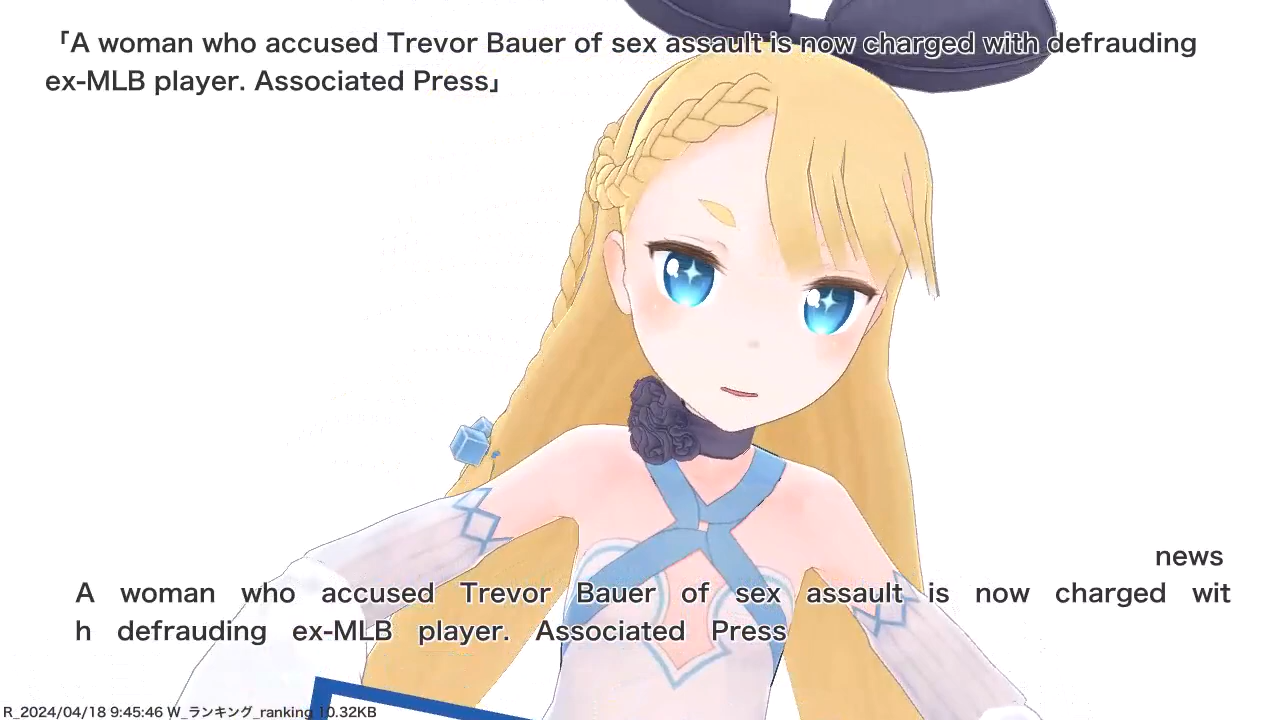 「A woman who accused Trevor Bauer of sex assault is now charged with defrauding
ex-MLB player. Associated Press」
news
A woman who accused Trevor Bauer of sex assault is now charged wit
h defrauding ex-MLB player. Associated Press
R_2024/04/18 9:45:46 W_ランキング_ranking 10.32KB